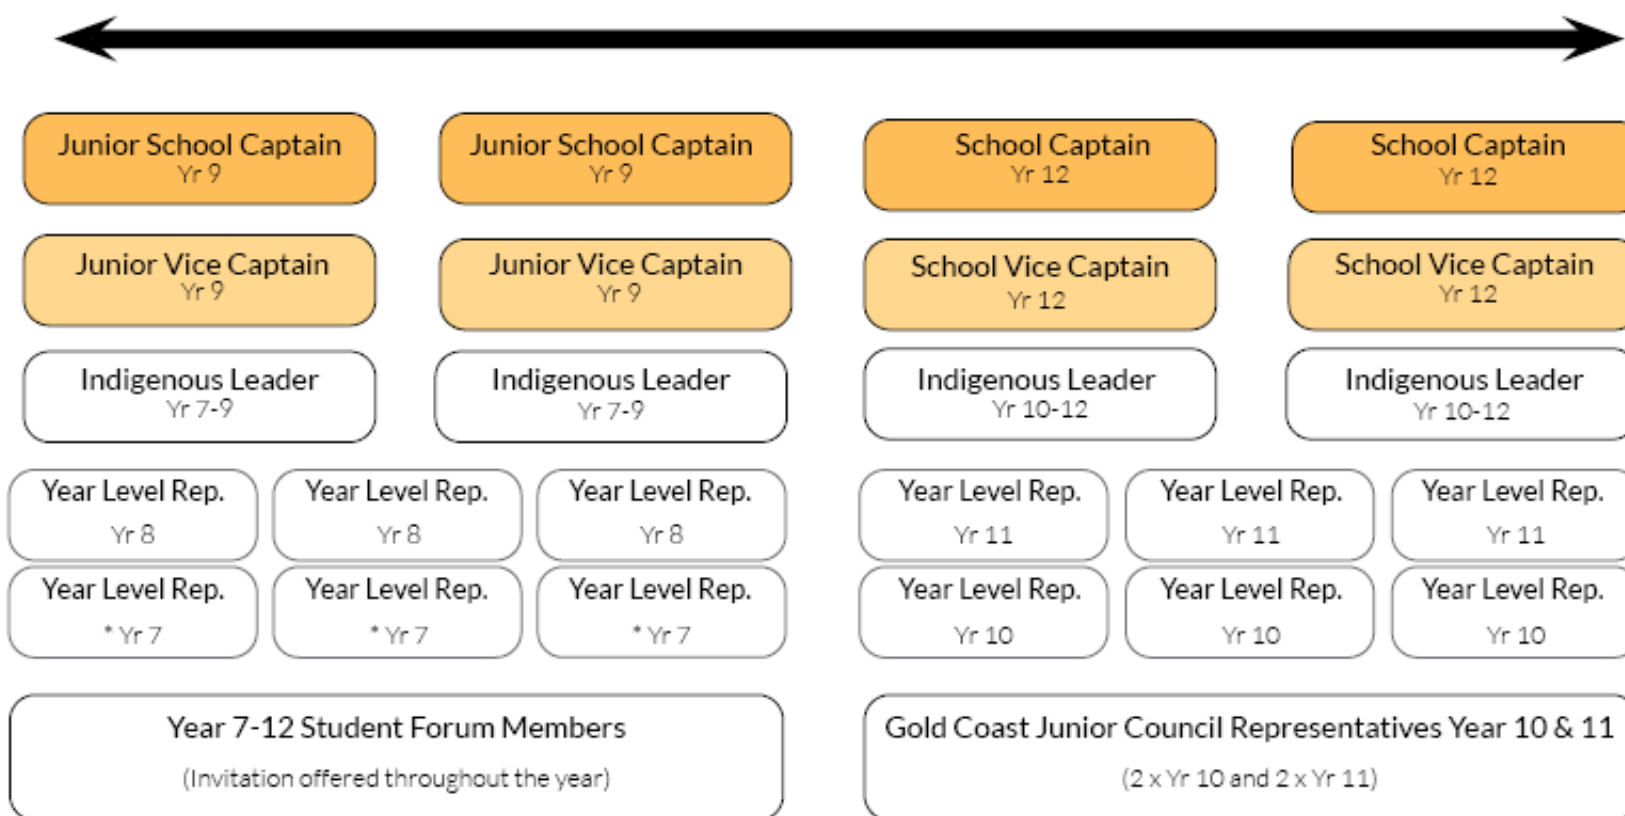 Junior School Captain
Yr 9
Junior School Captain
Yr 9
School Captain
Yr 12
School Captain
Yr 12
Junior Vice Captain
Yr 9
Junior Vice Captain
Yr 9
School Vice Captain
Yr 12
School Vice Captain
Yr 12
Indigenous Leader
Yr 7-9
Indigenous Leader
Yr 7-9
Indigenous Leader
Yr 10-12
Indigenous Leader
Yr 10-12
Year Level Rep.
Yr 8
Year Level Rep.
Yr 8
Year Level Rep.
Yr 8
Year Level Rep.
Yr 11
Year Level Rep.
Yr 11
Year Level Rep.
Yr 11
Year Level Rep.
* Yr 7
Year Level Rep.
* Yr 7
Year Level Rep.
* Yr 7
Year Level Rep.
Yr 10
Year Level Rep.
Yr 10
Year Level Rep.
Yr 10
Year 7-12 Student Forum Members
(Invitation offered throughout the year)
Gold Coast Junior Council Representatives Year 10 & 11
(2 x Yr 10 and 2 x Yr 11)